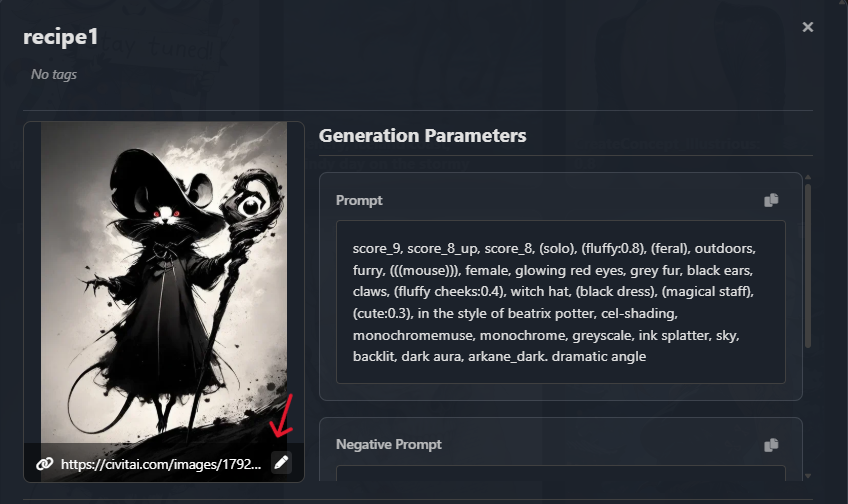 recipe1
No tags
Generation Parameters
Prompt
score_9, score_8_up, score_8, (solo), (fluffy:0.8), (feral), outdoors,
furry, (((mouse))), female, glowing red eyes, grey fur, black ears,
claws, (fluffy cheeks:0.4), witch hat, (black dress), (magical staff),
(cute:0.3), in the style of beatrix potter, cel-shading,
monochromemuse, monochrome, greyscale, ink splatter, sky,
backlit, dark aura, arkane_dark. dramatic angle
https://civitai.com/images/1792...
Negative Prompt